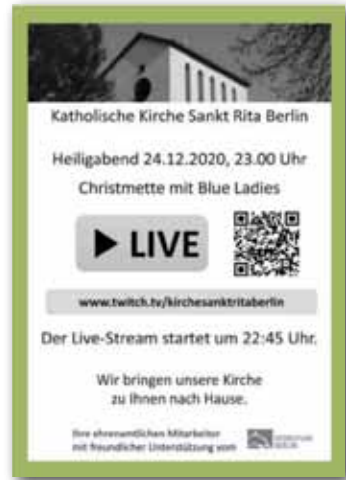 Katholische Kirche Sankt Rita Berlin
Heiligabend 24.12.2020, 23.00 Uhr
Christmette mit Blue Ladies
LIVE
www.twitch.tv/kirchesanktritaberlin
Der Live-Stream startet um 22:45 Uhr.
Wir bringen unsere Kirche
zu Ihnen nach Hause.
Ihre ehrenamtlichen Mitarbeiter
mit freundlicher Unterstützung vom